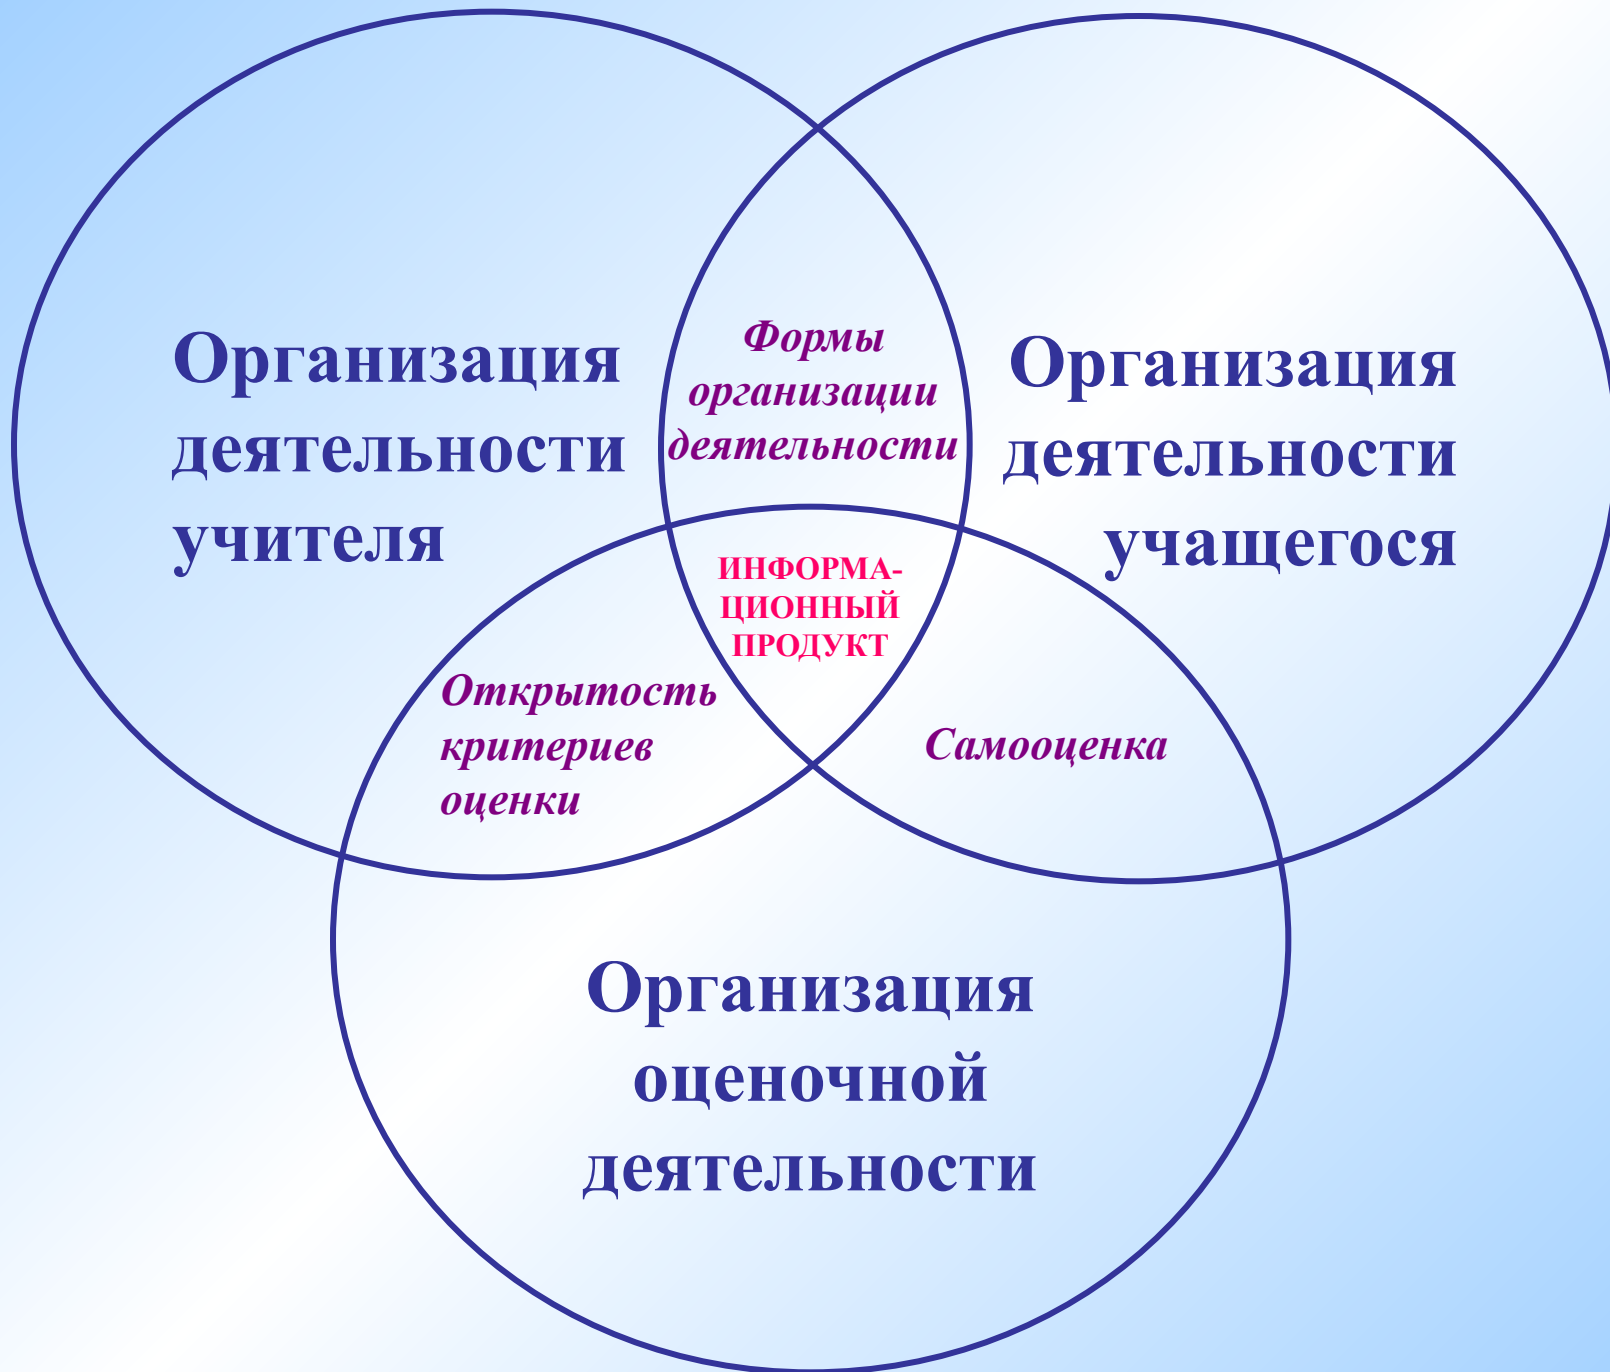 Организация
деятельности
учителя
Формы
организации
деятельности
Организация
деятельности
учащегося
ИНФОРМА-
ЦИОННЫЙ
ПРОДУКТ
Открытость
критериев
оценки
Самооценка
Организация
оценочной
деятельности